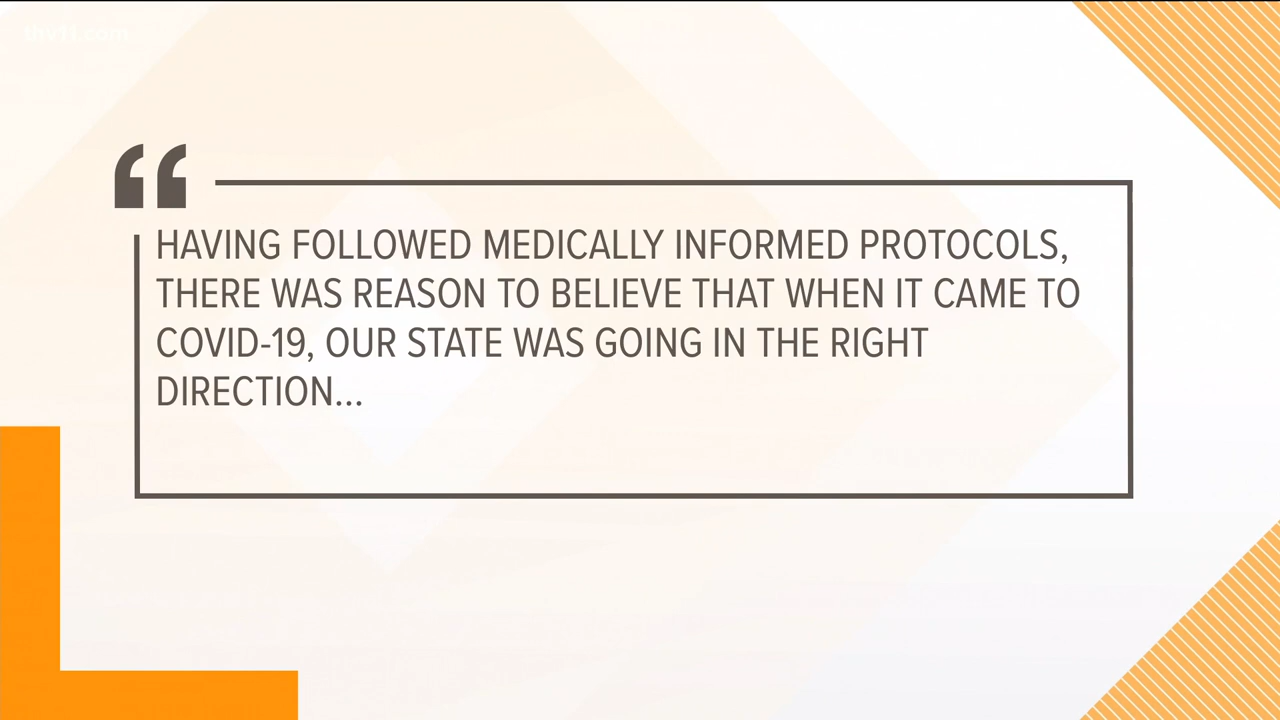 thv11.com
“
HAVING FOLLOWED MEDICALLY INFORMED PROTOCOLS,
THERE WAS REASON TO BELIEVE THAT WHEN IT CAME TO
COVID-19, OUR STATE WAS GOING IN THE RIGHT
DIRECTION...